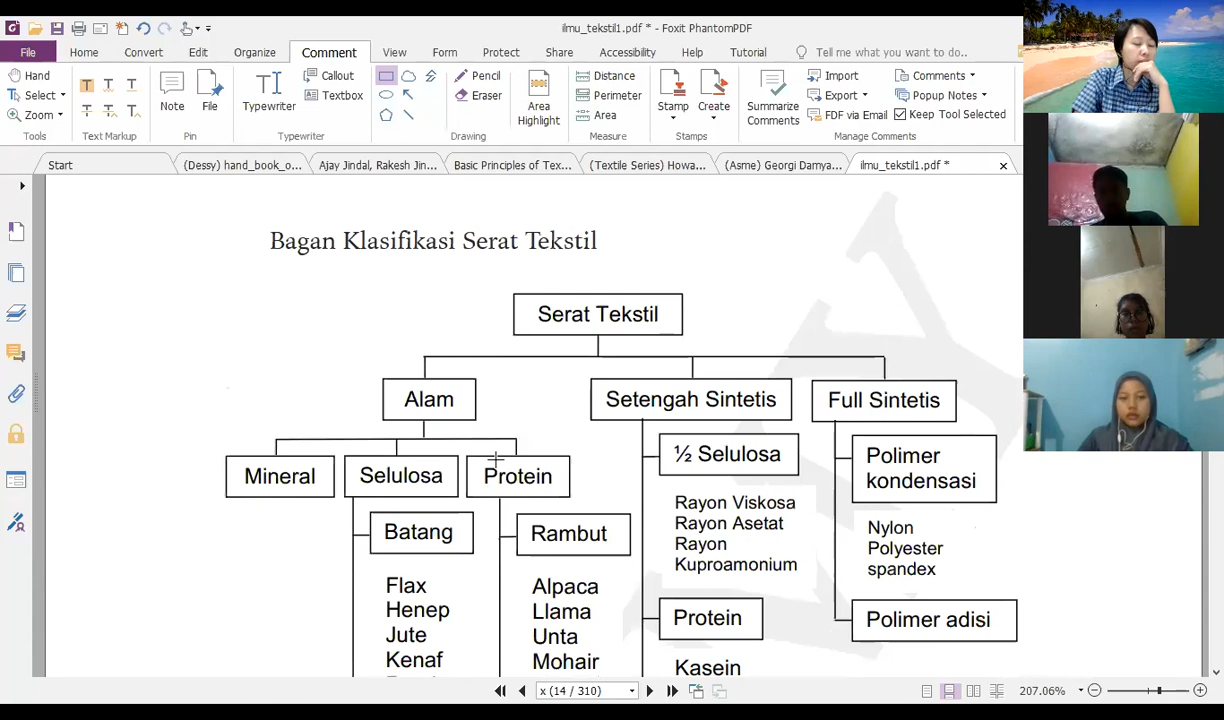 ilmu_tekstil1.pdf * - Foxit PhantomPDF
File Home Convert Edit Organize Comment View Form Protect Share Accessibility Help Tutorial Tell me what you want to do..
Hand
Select
Zoom
Tools
T T T
T T T
Text Markup
Note
File
Pin
Typewriter
Callout
Textbox
Typewriter
Pencil
Eraser
Drawing
Area
Highlight
Distance
Perimeter
Area
Measure
Stamp
Create
Stamps
Summarize
Comments
Import
Export
FDF via Email
Comments
Popup Notes
Keep Tool Selected
Manage Comments
Start
(Dessy) hand_book_o...
Ajay Jindal, Rakesh Jin...
Basic Principles of Tex...
(Textile Series) Howa...
(Asme) Georgi Damya...
ilmu_tekstil1.pdf *
Bagan Klasifikasi Serat Tekstil
Serat Tekstil
Alam
Setengah Sintetis
Full Sintetis
Mineral
Selulosa
Protein
½ Selulosa
Polimer
kondensasi
Batang
Rambut
Rayon Viskosa
Rayon Asetat
Rayon
Kuproamonium
Nylon
Polyester
spandex
Flax
Henep
Jute
Kenaf
Alpaca
Llama
Unta
Mohair
Protein
Kasein
Polimer adisi
x (14 / 310)
207.06%